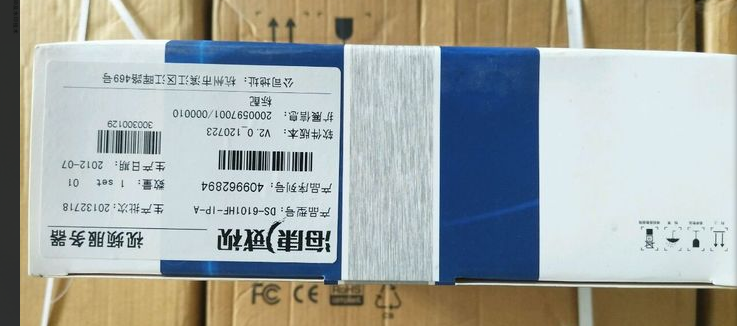 海康威视
视频服务器
产品型号: DS-6101HF-IP-A
生产批次: 20132718
产品序列号: 409962894
数量: 1 set 01
生产日期: 2012-07
软件版本: V2.0_120723
300300129
扩展信息: 2000597001/000010
标配
公司地址: 杭州市滨江区江晖路469号
FC CE RoHS